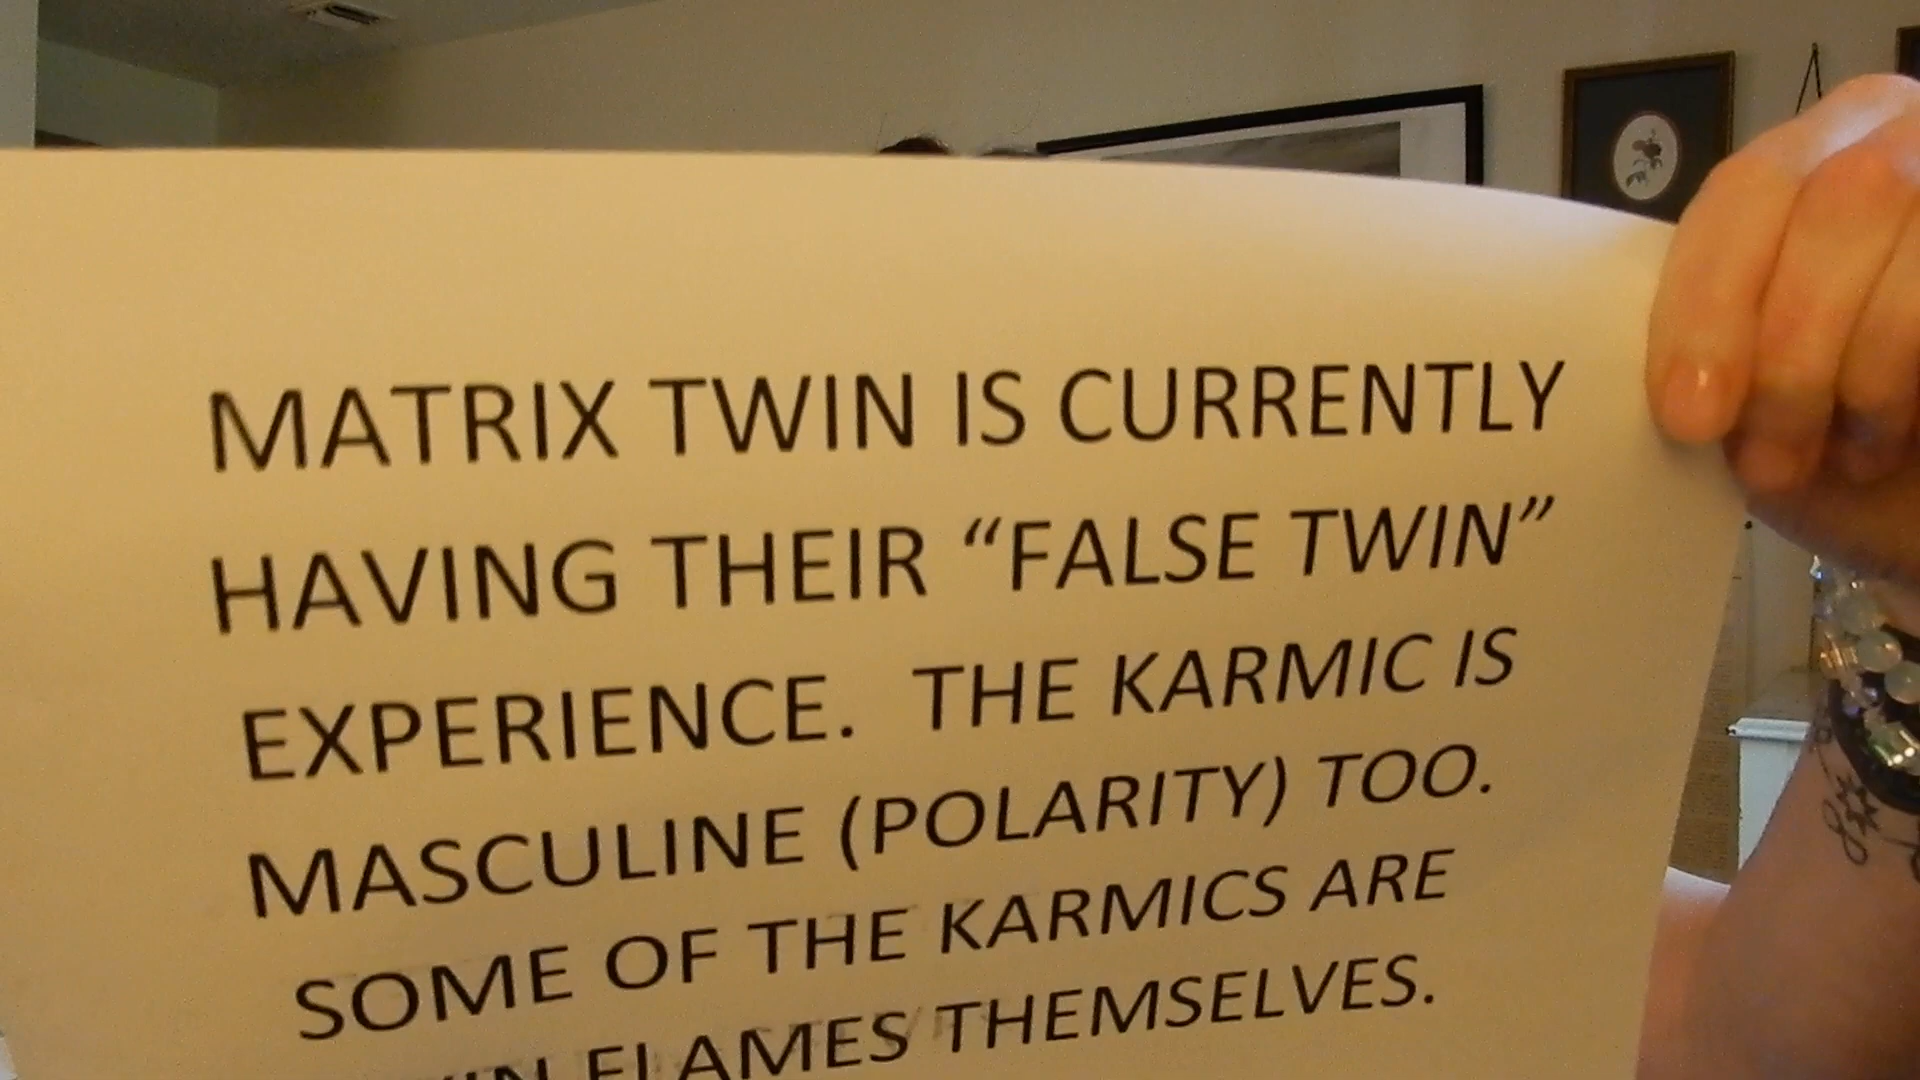 MATRIX TWIN IS CURRENTLY
HAVING THEIR “FALSE TWIN”
EXPERIENCE. THE KARMIC IS
MASCULINE (POLARITY) TOO.
SOME OF THE KARMICS ARE
FLAMES THEMSELVES.